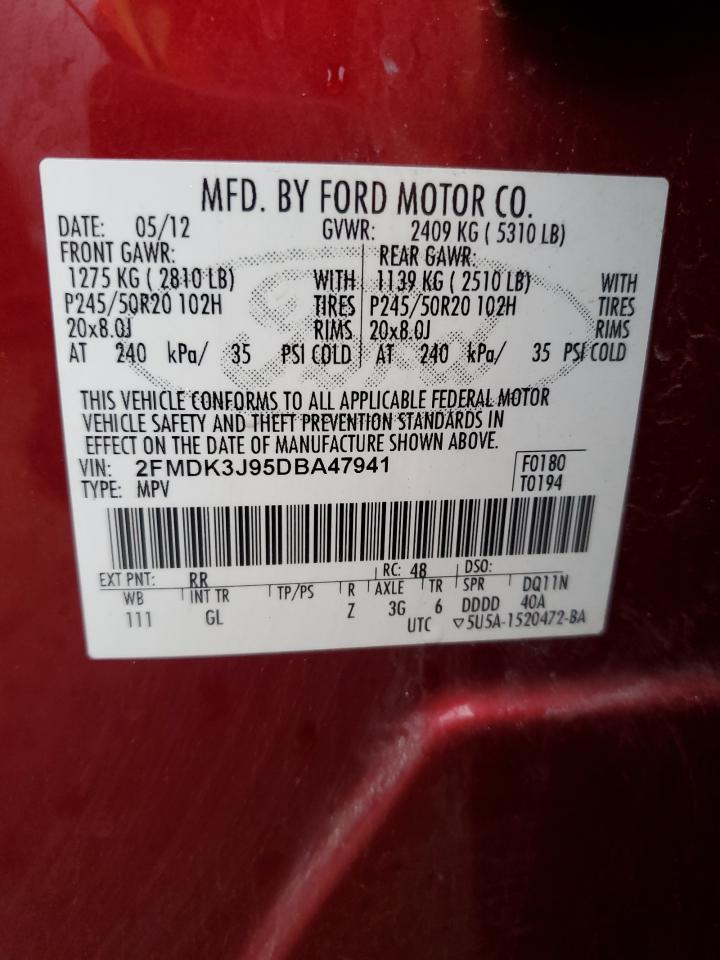 MFD. BY FORD MOTOR CO.
DATE: 05/12 GVWR: 2409 KG ( 5310 LB)
FRONT GAWR: REAR GAWR:
1275 KG ( 2810 LB) WITH 1139 KG ( 2510 LB) WITH
P245/50R20 102H TIRES P245/50R20 102H TIRES
20x8.0J RIMS 20x8.0J RIMS
AT 240 kPa/ 35 PSI COLD AT 240 kPa/ 35 PSI COLD
THIS VEHICLE CONFORMS TO ALL APPLICABLE FEDERAL MOTOR
VEHICLE SAFETY AND THEFT PREVENTION STANDARDS IN
EFFECT ON THE DATE OF MANUFACTURE SHOWN ABOVE.
VIN: 2FMDK3J95DBA47941 F0180
TYPE: MPV T0194
EXT PNT: RR RC: 48 DSO:
WB INT TR TP/PS R AXLE TR SPR DQ11N
111 GL Z 3G 6 DDDD 40A
UTC ▽5U5A-1520472-BA
Ford